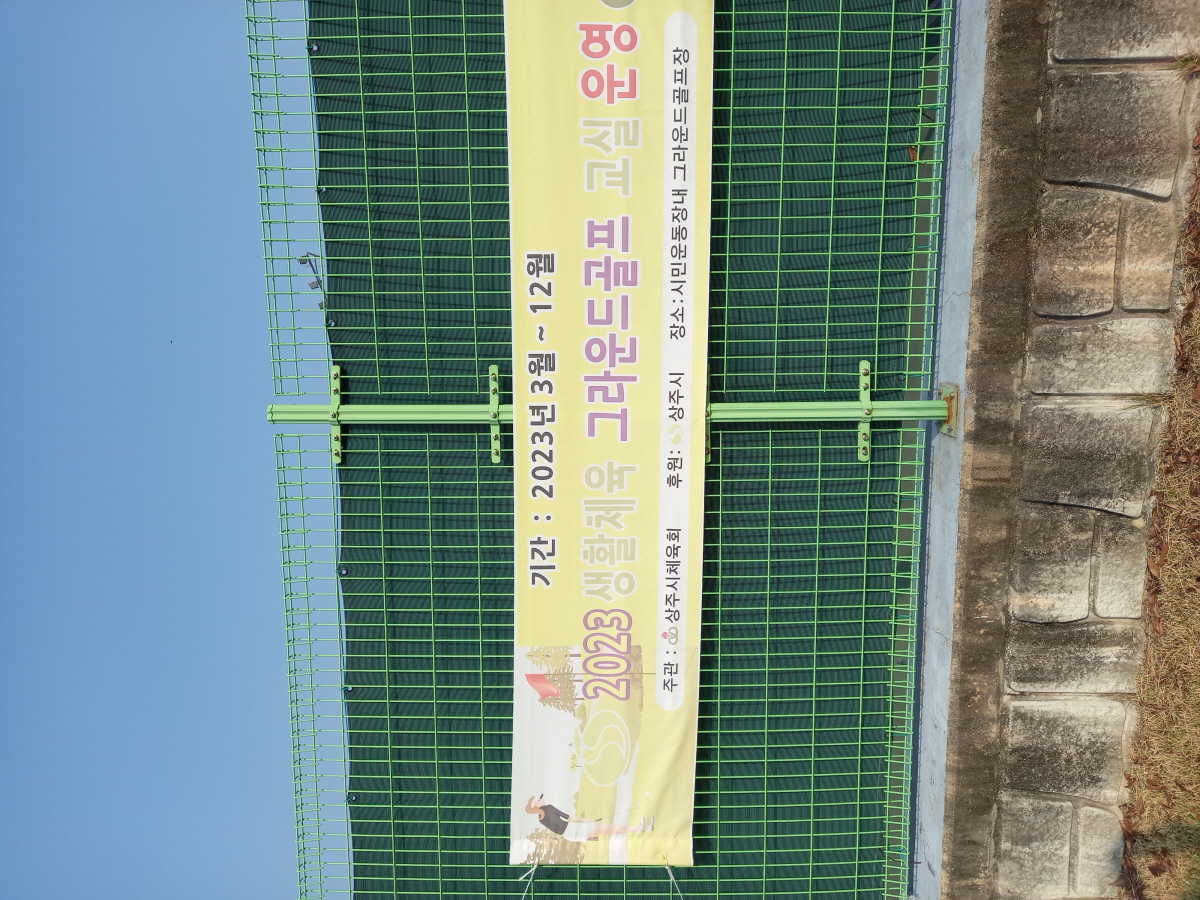 기간 : 2023년 3월 ~ 12월
2023 생활체육 그라운드골프 교실 운영
주관 : 상주시체육회 후원: 상주시 장소: 시민운동장내 그라운드골프장